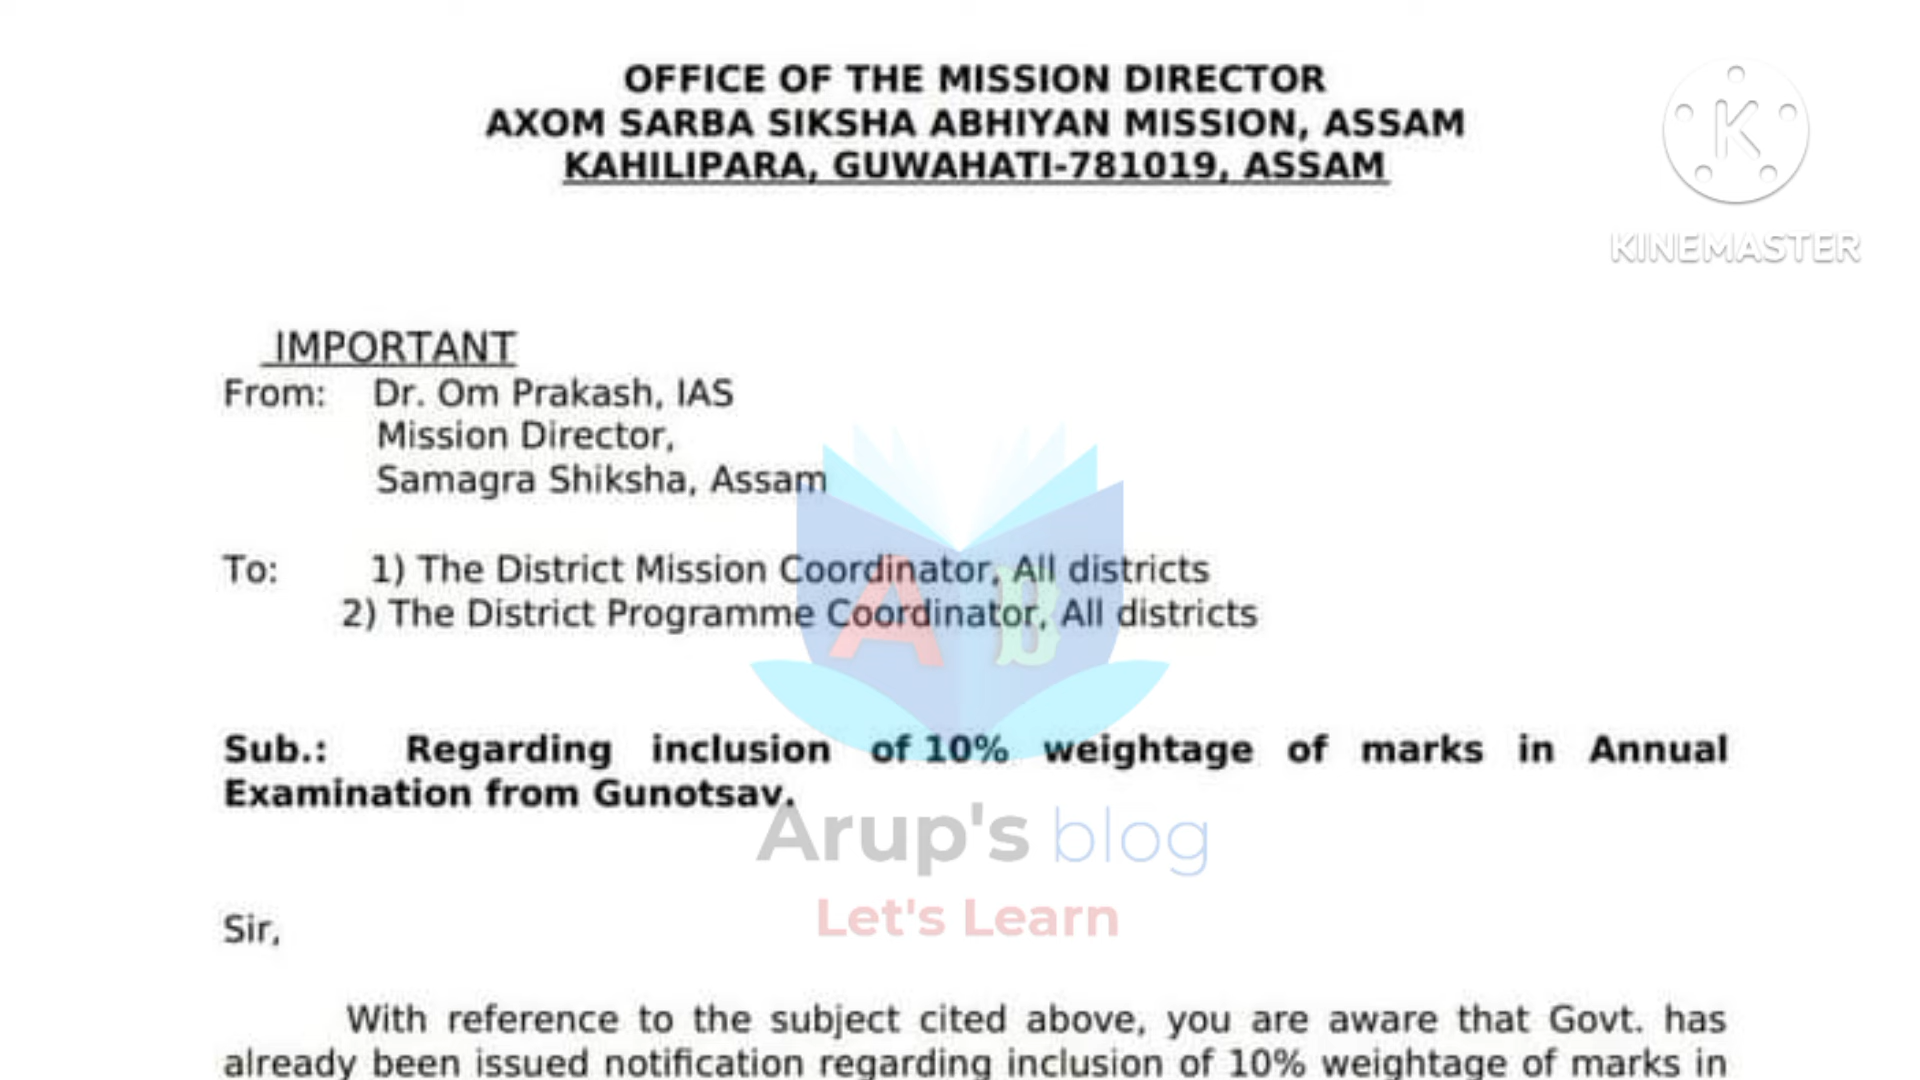 OFFICE OF THE MISSION DIRECTOR
AXOM SARBA SIKSHA ABHIYAN MISSION, ASSAM
KAHILIPARA, GUWAHATI-781019, ASSAM
KINEMASTER
IMPORTANT
From: Dr. Om Prakash, IAS
Mission Director,
Samagra Shiksha, Assam
To: 1) The District Mission Coordinator, All districts
2) The District Programme Coordinator, All districts
A B
Sub.: Regarding inclusion of 10% weightage of marks in Annual
Examination from Gunotsav.
Arup's blog
Let's Learn
Sir,
With reference to the subject cited above, you are aware that Govt. has
already been issued notification regarding inclusion of 10% weightage of marks in